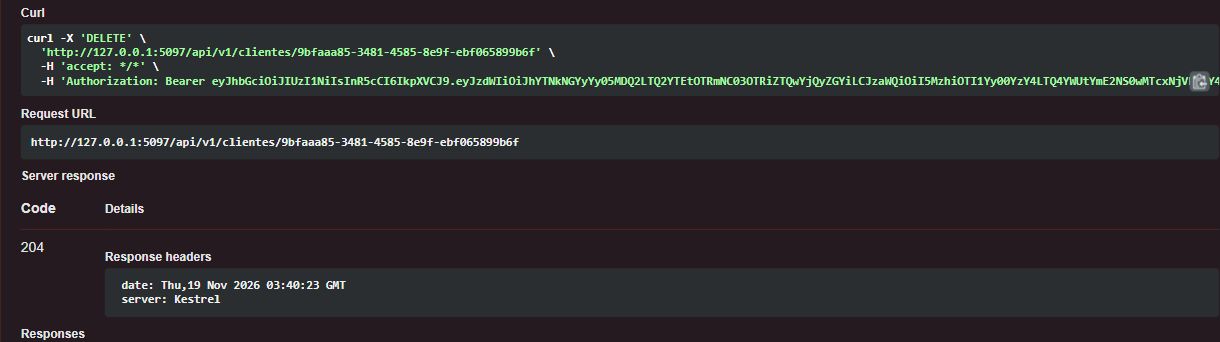 Curl
curl -X 'DELETE' \
'http://127.0.0.1:5097/api/v1/clientes/9bfaaa85-3481-4585-8e9f-ebf065899b6f' \
-H 'accept: */*' \
-H 'Authorization: Bearer
Request URL
http://127.0.0.1:5097/api/v1/clientes/9bfaaa85-3481-4585-8e9f-ebf065899b6f
Server response
Code Details
204
Response headers
date: Thu,19 Nov 2026 03:40:23 GMT
server: Kestrel
Responses